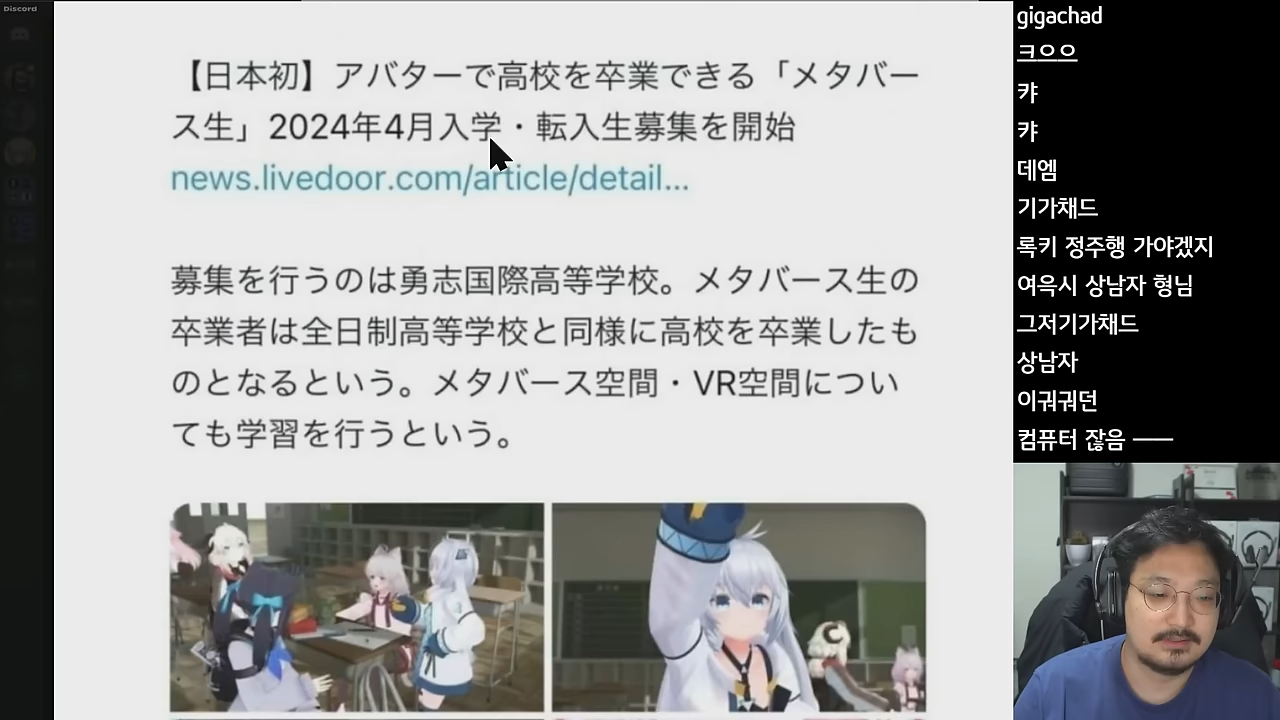 Discord
【日本初】アバターで高校を卒業できる「メタバー
ス生」2024年4月入学・転入生募集を開始
news.livedoor.com/article/detail...
募集を行うのは勇志国際高等学校。メタバース生の
卒業者は全日制高等学校と同様に高校を卒業したも
のとなるという。メタバース空間・VR空間につい
ても学習を行うという。
gigachad
크으으
캬
캬
데엠
기가채드
록키 정주행 가야겠지
여윽시 상남자 형님
그저기가채드
상남자
이궈궈던
컴퓨터 잖음 ──